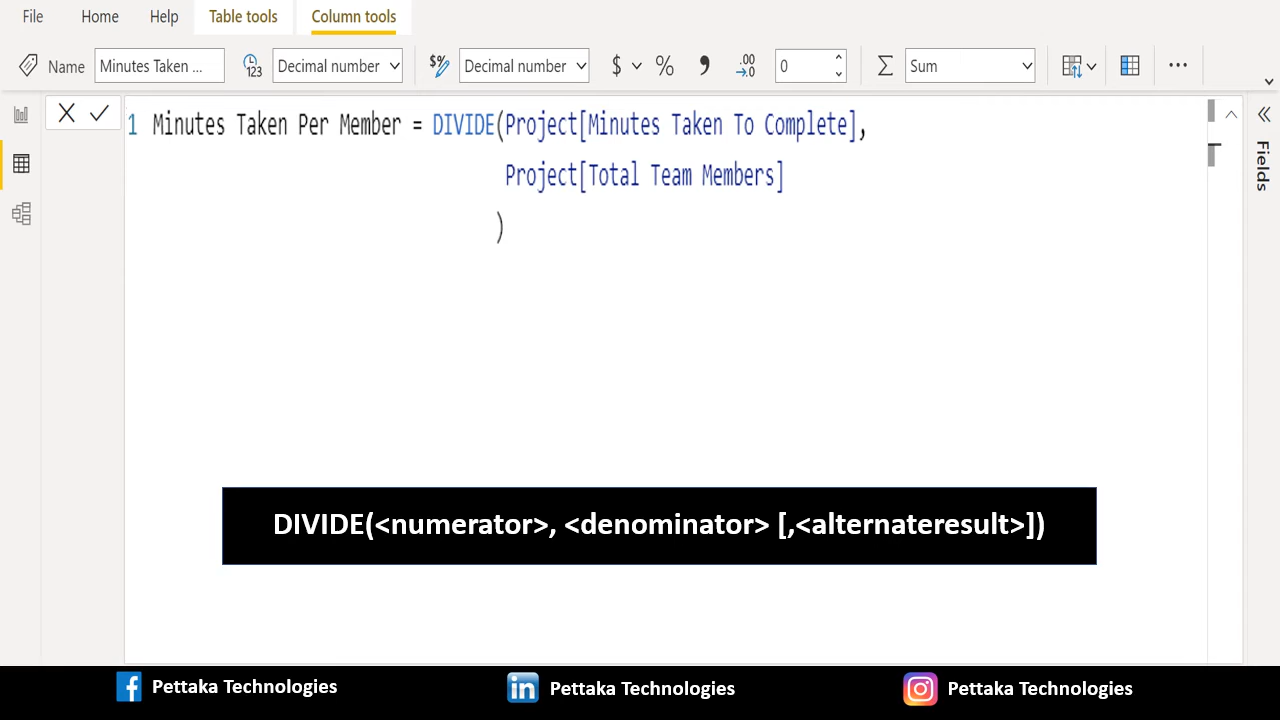 File Home Help Table tools Column tools
Name Minutes Taken ... Decimal number $% Decimal number $ % , .00 0 Σ Sum ...
1 Minutes Taken Per Member = DIVIDE(Project[Minutes Taken To Complete],
Project[Total Team Members]
)
Fields
DIVIDE(<numerator>, <denominator> [,<alternateresult>])
Pettaka Technologies Pettaka Technologies Pettaka Technologies